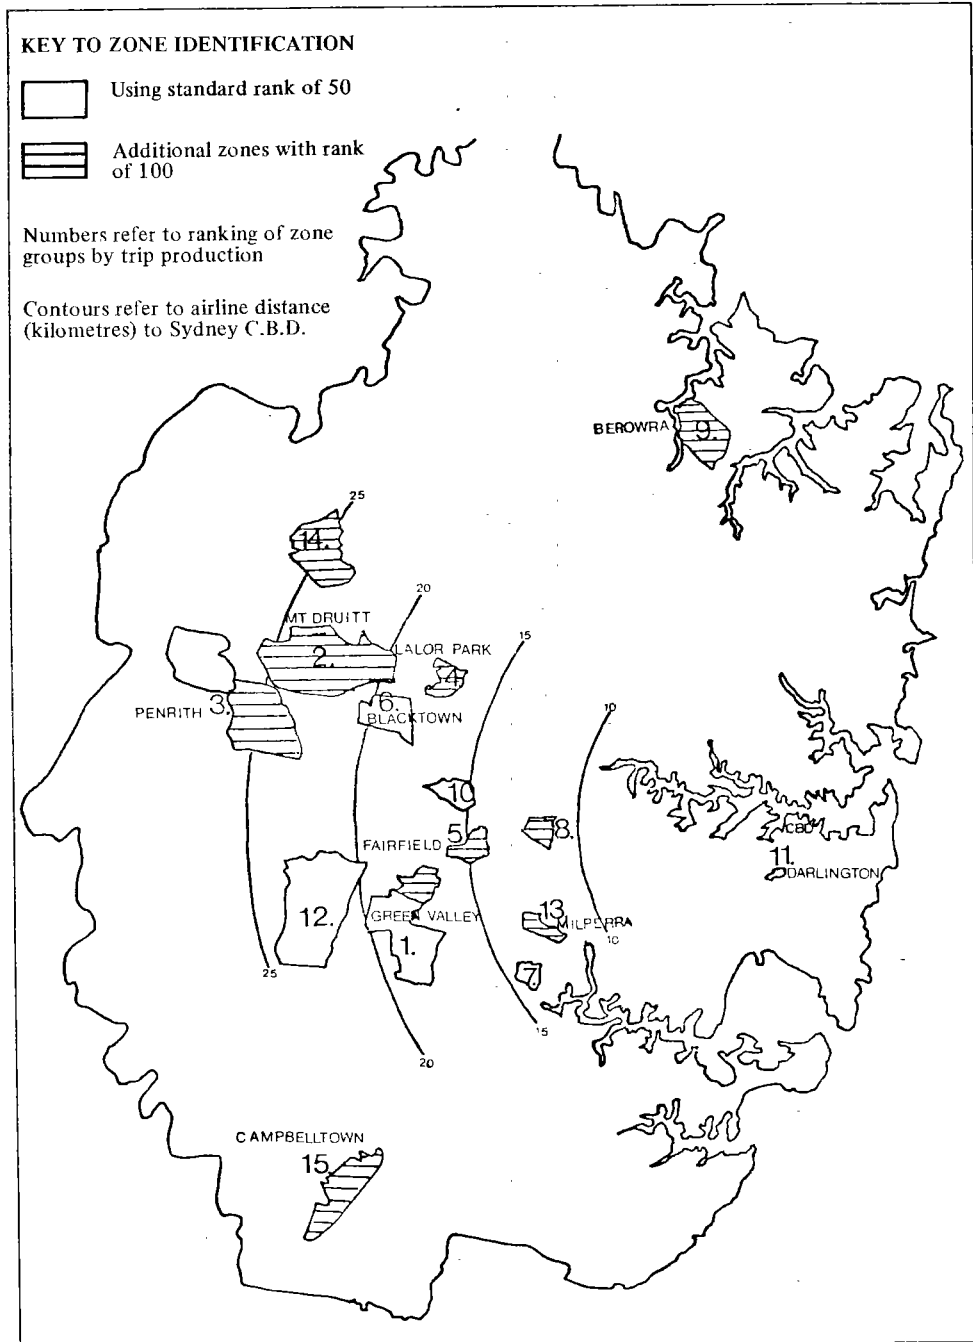 KEY TO ZONE IDENTIFICATION
Using standard rank of 50
Additional zones with rank
of 100
Numbers refer to ranking of zone
groups by trip production
Contours refer to airline distance
(kilometres) to Sydney C.B.D.
BEROWRA
9.
25
14.
20
MT DRUITT
15
LALOR PARK
2.
4.
PENRITH
3.
6.
BLACKTOWN
10
10
5.
8.
CBD
FAIRFIELD
11.
DARLINGTON
12.
GREEN VALLEY
13
MILPERRA
1.
10
25
7.
15
20
CAMPBELLTOWN
15.